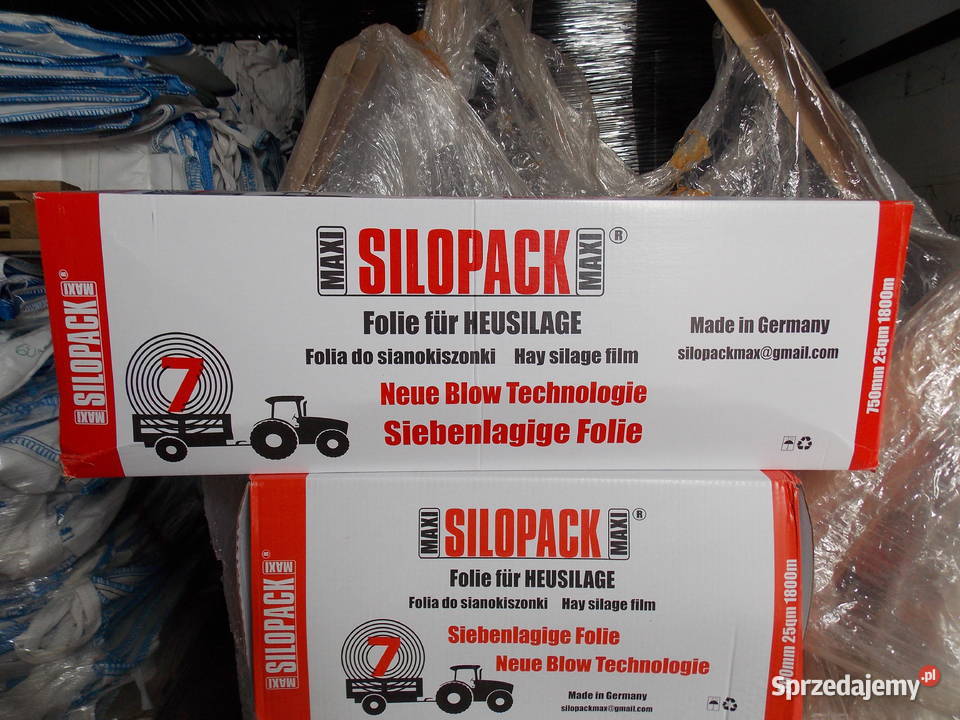 MAXI SILOPACK MAXI ®
Folie für HEUSILAGE
Folia do sianokiszonki Hay silage film
Neue Blow Technologie
Siebenlagige Folie
Made in Germany
silopackmax@gmail.com
7
MAXI SILOPACK MAXI ®
750mm 25qm 1800m
MAXI SILOPACK MAXI ®
Folie für HEUSILAGE
Folia do sianokiszonki Hay silage film
Siebenlagige Folie
Neue Blow Technologie
Made in Germany
silopackmax@gmail.com
7
MAXI SILOPACK MAXI ®
25qm 1800m
Sprzedajemy.pl